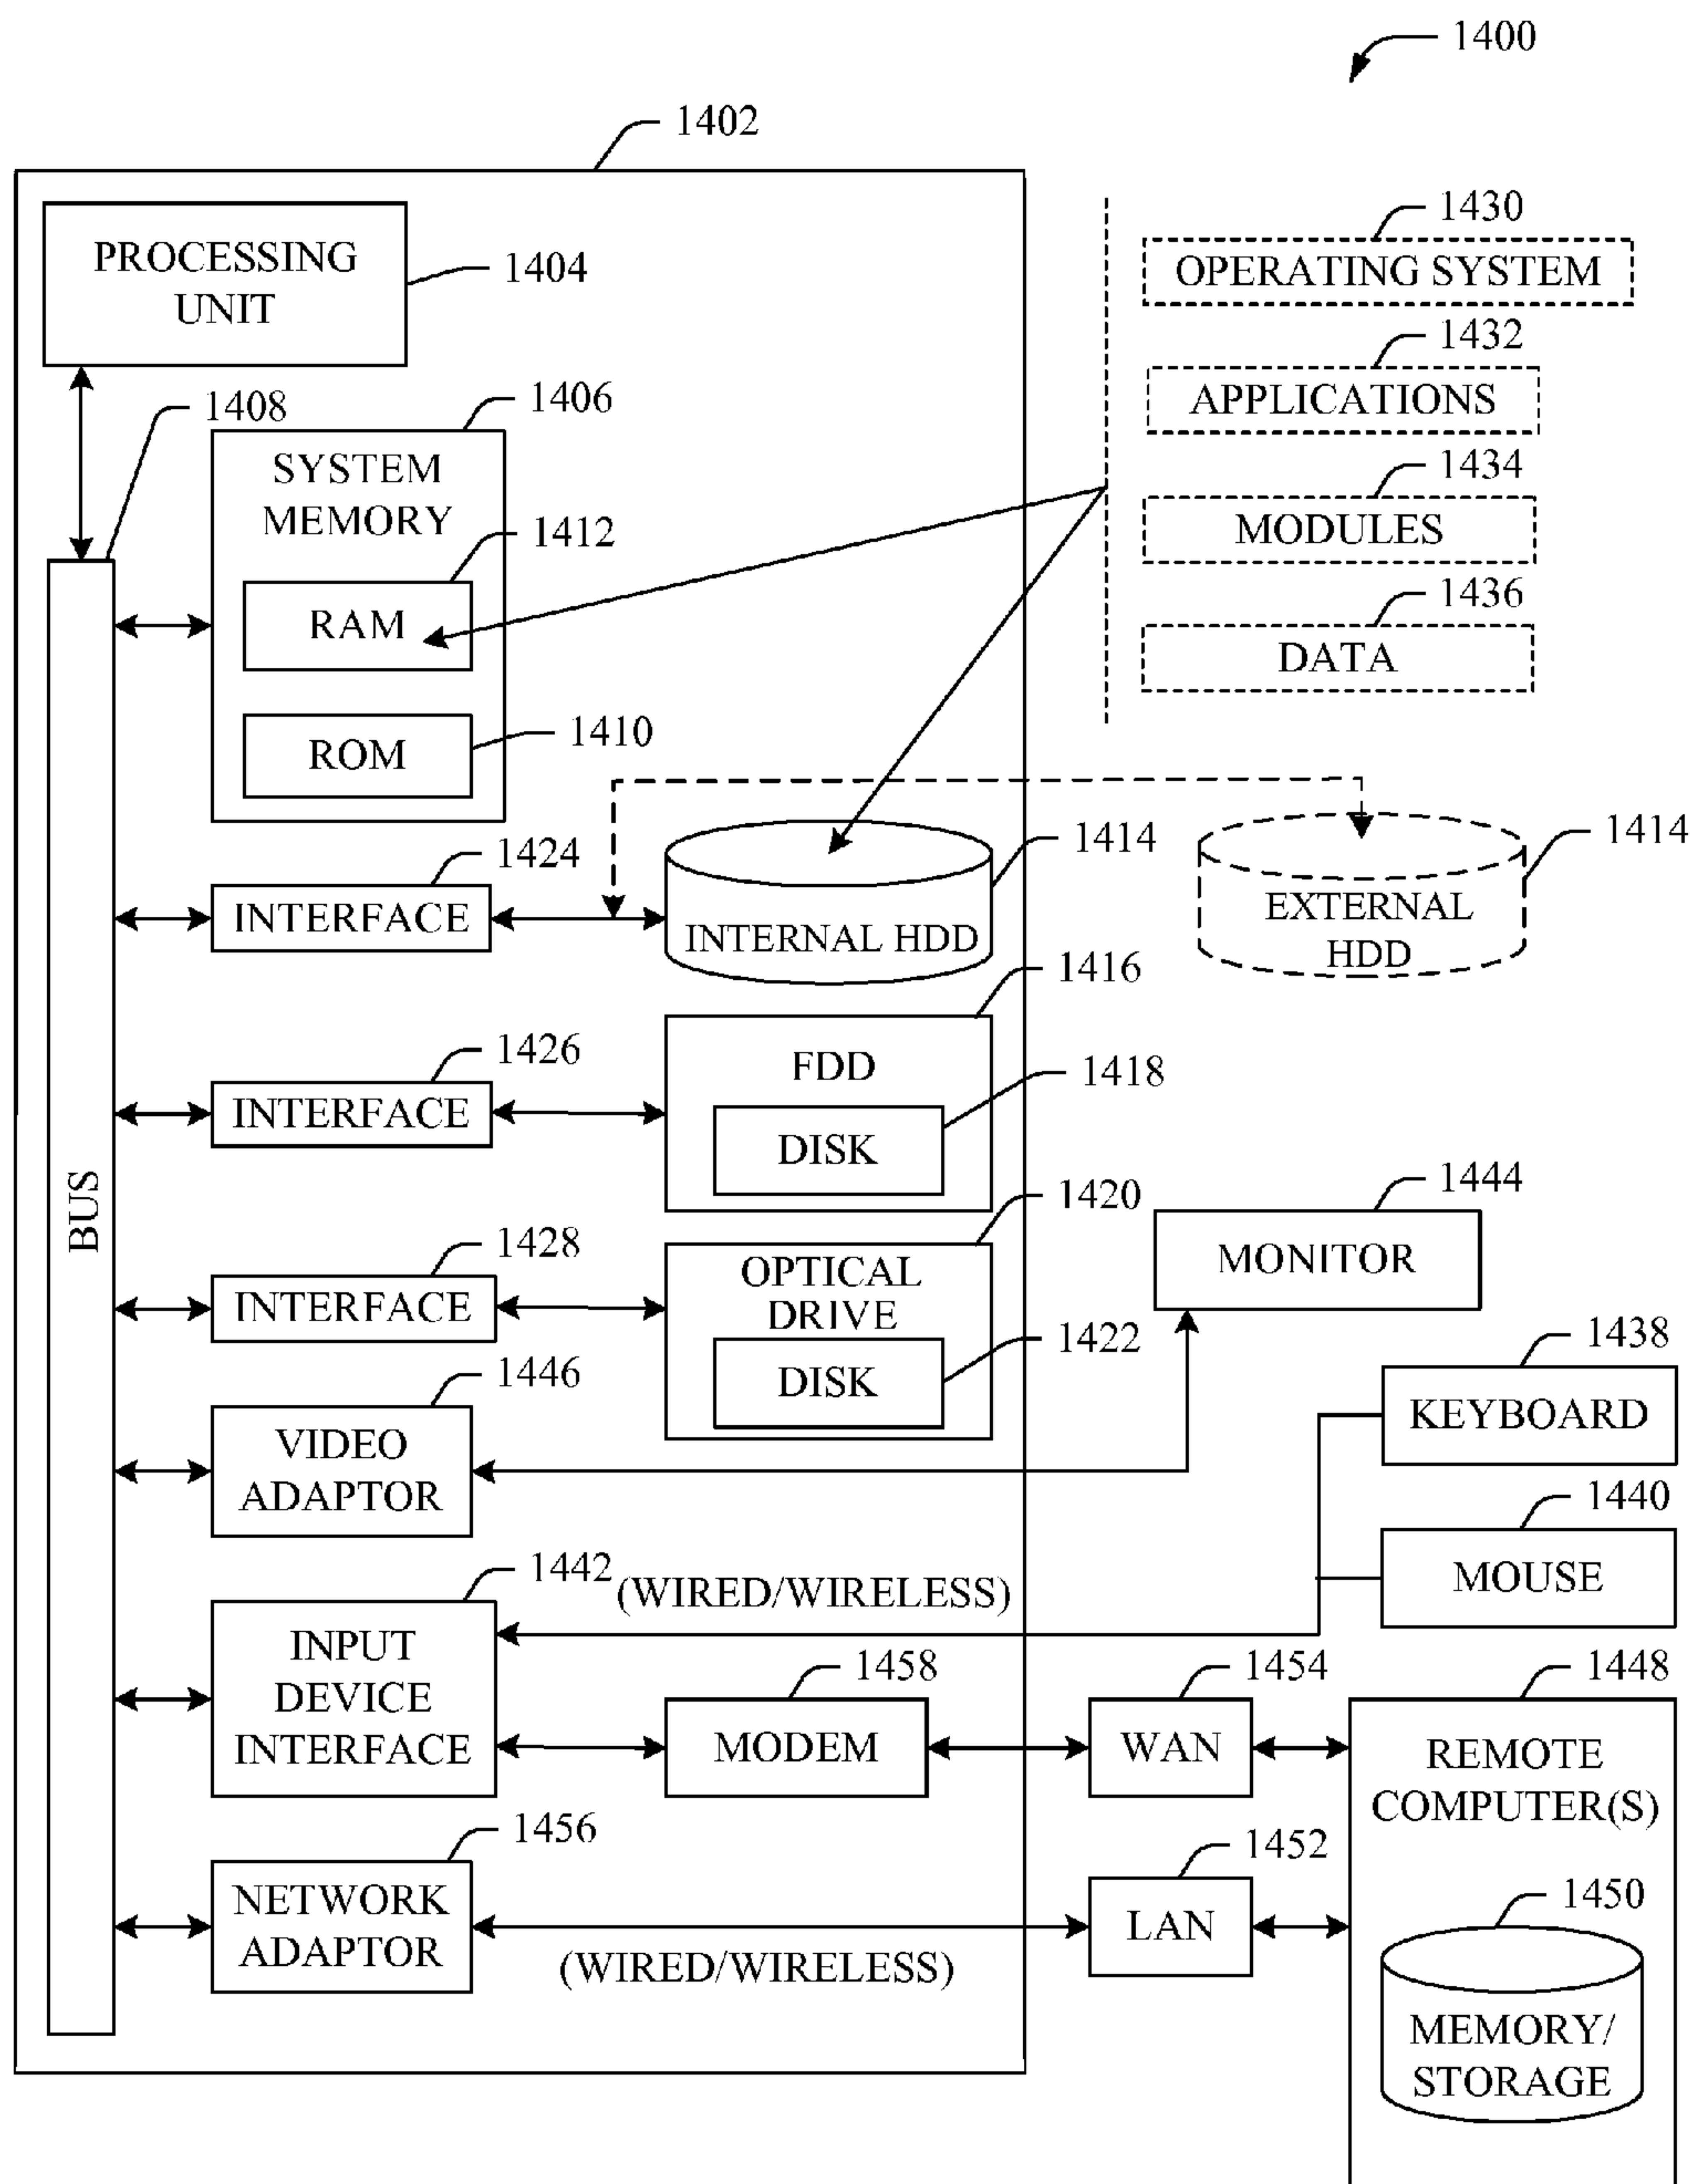 1400
1402
PROCESSING
UNIT
1404
1430
OPERATING SYSTEM
1432
APPLICATIONS
1434
MODULES
1436
DATA
1408
1406
SYSTEM
MEMORY
1412
RAM
1410
ROM
BUS
1424
INTERFACE
1414
INTERNAL HDD
1414
EXTERNAL
HDD
1426
INTERFACE
1416
FDD
1418
DISK
1428
INTERFACE
1420
OPTICAL
DRIVE
1422
DISK
1444
MONITOR
1446
VIDEO
ADAPTOR
1438
KEYBOARD
1440
MOUSE
1442
(WIRED/WIRELESS)
INPUT
DEVICE
INTERFACE
1458
MODEM
1454
WAN
1448
REMOTE
COMPUTER(S)
1456
NETWORK
ADAPTOR
(WIRED/WIRELESS)
1452
LAN
1450
MEMORY/
STORAGE